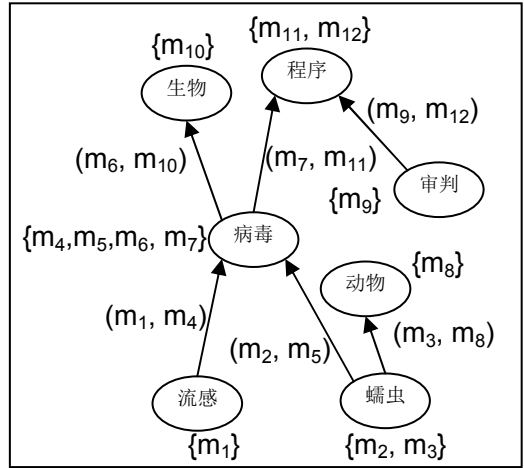 {m10}
{m11, m12}
生物
程序
(m9, m12)
(m6, m10)
(m7, m11)
审判
{m9}
{m4,m5,m6, m7}
病毒
{m8}
动物
(m1, m4)
(m2, m5)
(m3, m8)
流感
蠕虫
{m1}
{m2, m3}